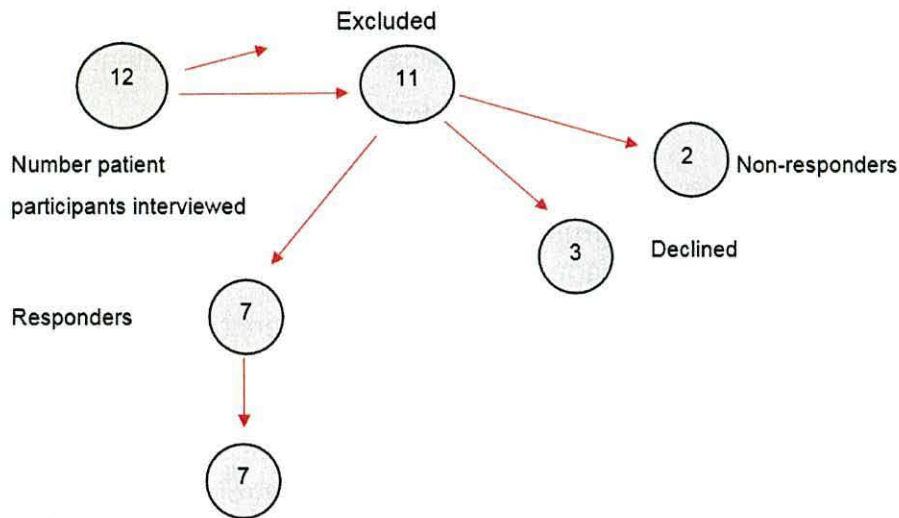 Excluded
12
11
Number patient
participants interviewed
2
Non-responders
3
Declined
Responders
7
7